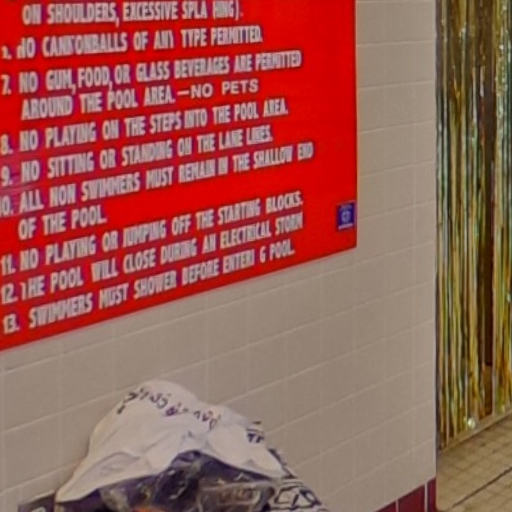 ON SHOULDERS, EXCESSIVE SPLA HING).
NO CANNONBALLS OF ANY TYPE PERMITTED.
7. NO GUM, FOOD, OR GLASS BEVERAGES ARE PERMITTED
AROUND THE POOL AREA. —NO PETS
8. NO PLAYING ON THE STEPS INTO THE POOL AREA.
9. NO SITTING OR STANDING ON THE LANE LINES.
10. ALL NON SWIMMERS MUST REMAIN IN THE SHALLOW END
OF THE POOL.
11. NO PLAYING OR JUMPING OFF THE STARTING BLOCKS.
12. THE POOL WILL CLOSE DURING AN ELECTRICAL STORM
13. SWIMMERS MUST SHOWER BEFORE ENTERI G POOL.